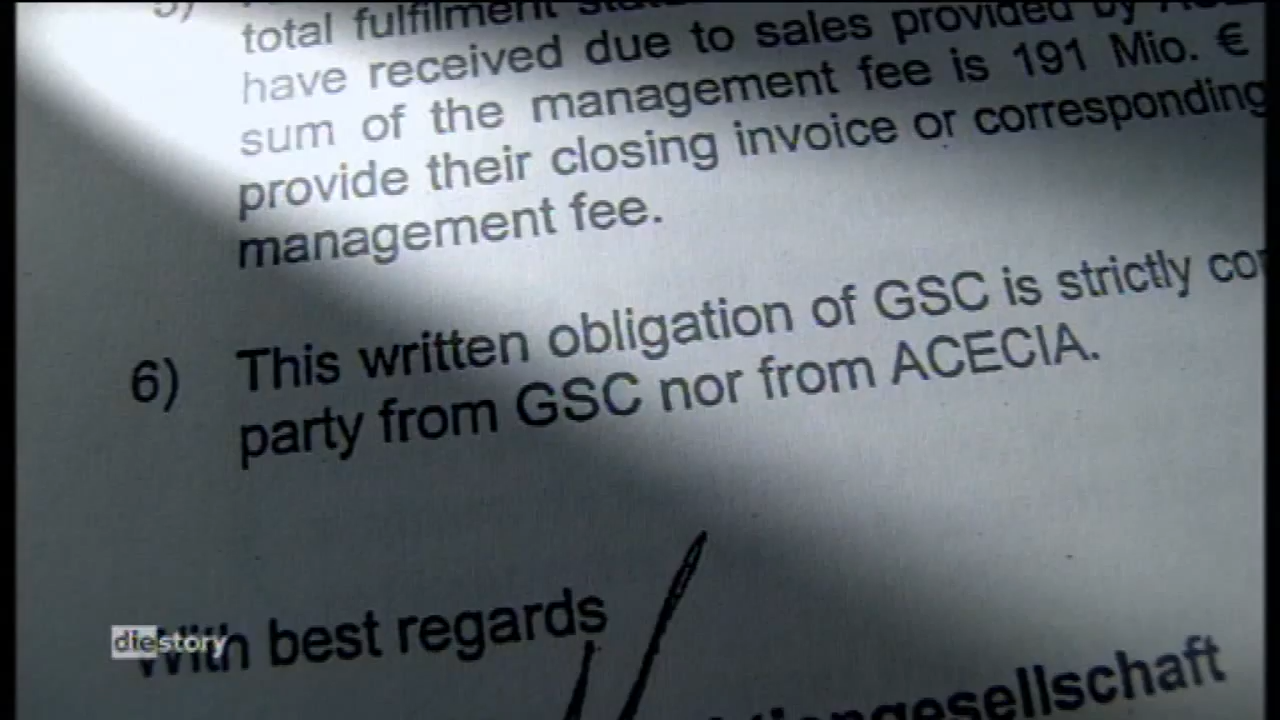 5)
total fulfilment
have received due to sales provided by
sum of the management fee is 191 Mio. €
provide their closing invoice or corresponding
management fee.
6) This written obligation of GSC is strictly
party from GSC nor from ACECIA.
With best regards
diestory